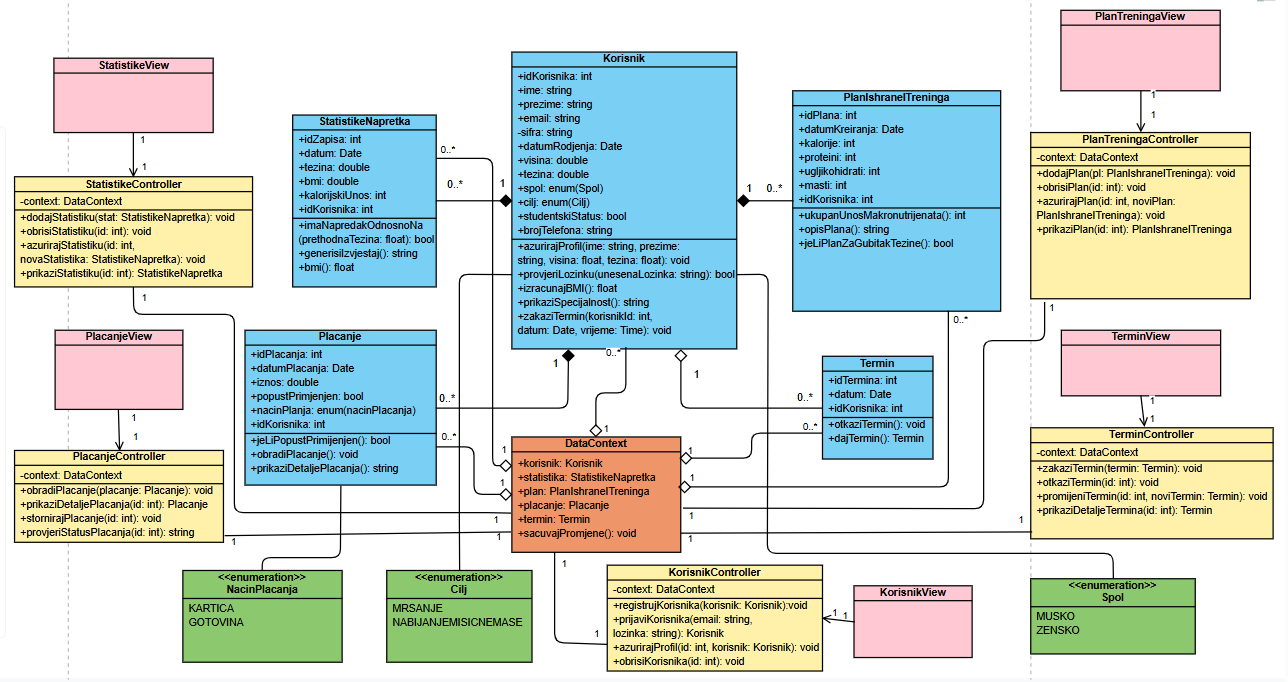 StatistikeView
1
1
StatistikeController
-context: DataContext
+dodajStatistiku(stat: StatistikeNapretka): void
+obrisiStatistiku(id: int): void
+azurirajStatistiku(id: int,
novaStatistika: StatistikeNapretka): void
+prikaziStatistiku(id: int): StatistikeNapretka
1
PlacanjeView
1
1
PlacanjeController
-context: DataContext
+obradiPlacanje(placanje: Placanje): void
+prikaziDetaljePlacanja(id: int): Placanje
+stornirajPlacanje(id: int): void
+provjeriStatusPlacanja(id: int): string
1
StatistikeNapretka
+idZapisa: int
+datum: Date
+tezina: double
+bmi: double
+kalorijskiUnos: int
+idKorisnika: int
+imaNapredakOdnosnoNa
(prethodnaTezina: float): bool
+generisiIzvjestaj(): string
+bmi(): float
0..*
0..*
1
Placanje
+idPlacanja: int
+datumPlacanja: Date
+iznos: double
+popustPrimjenjen: bool
+nacinPlanja: enum(nacinPlacanja)
+idKorisnika: int
+jeLiPopustPrimijenjen(): bool
+obradiPlacanje(): void
+prikaziDetaljePlacanja(): string
0..*
0..*
<<enumeration>>
NacinPlacanja
KARTICA
GOTOVINA
<<enumeration>>
Cilj
MRSANJE
NABIJANJEMISICNEMASE
Korisnik
+idKorisnika: int
+ime: string
+prezime: string
+email: string
-sifra: string
+datumRodjenja: Date
+visina: double
+tezina: double
+spol: enum(Spol)
+cilj: enum(Cilj)
+studentskiStatus: bool
+brojTelefona: string
+azurirajProfil(ime: string, prezime:
string, visina: float, tezina: float): void
+provjeriLozinku(unesenaLozinka: string): bool
+izracunajBMI(): float
+prikaziSpecijalnost(): string
+zakaziTermin(korisnikId: int,
datum: Date, vrijeme: Time): void
1
0..*
1
1
0..*
1
DataContext
+korisnik: Korisnik
+statistika: StatistikeNapretka
+plan: PlanIshraneITreninga
+placanje: Placanje
+termin: Termin
+sacuvajPromjene(): void
1
1
1
1
1
1
1
1
1
KorisnikController
-context: DataContext
+registrujKorisnika(korisnik: Korisnik):void
+prijaviKorisnika(email: string,
lozinka: string): Korisnik
+azurirajProfil(id: int, korisnik: Korisnik): void
+obrisiKorisnika(id: int): void
1
1
1
KorisnikView
PlanIshraneITreninga
+idPlana: int
+datumKreiranja: Date
+kalorije: int
+proteini: int
+ugljikohidrati: int
+masti: int
+idKorisnika: int
+ukupanUnosMakronutrijenata(): int
+opisPlana(): string
+jeLiPlanZaGubitakTezine(): bool
0..*
Termin
+idTermina: int
+datum: Date
+idKorisnika: int
+otkaziTermin(): void
+dajTermin(): Termin
0..*
0..*
PlanTreningaView
1
1
PlanTreningaController
-context: DataContext
+dodajPlan(pl: PlanIshraneITreninga): void
+obrisiPlan(id: int): void
+azurirajPlan(id: int, noviPlan:
PlanIshraneITreninga): void
+prikaziPlan(id: int): PlanIshraneITreninga
1
TerminView
1
1
TerminController
-context: DataContext
+zakaziTermin(termin: Termin): void
+otkaziTermin(id: int): void
+promijeniTermin(id: int, noviTermin: Termin): void
+prikaziDetaljeTermina(id: int): Termin
1
<<enumeration>>
Spol
MUSKO
ZENSKO